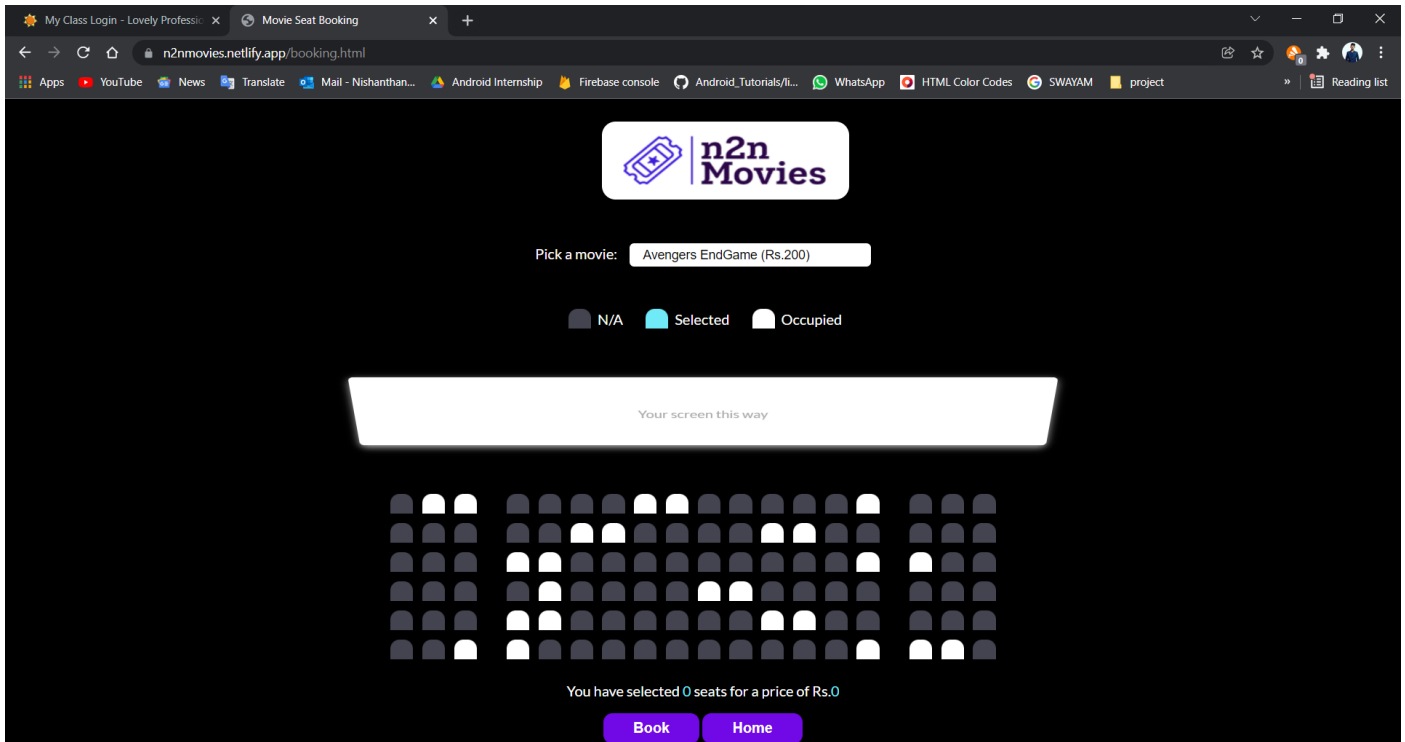 My Class Login - Lovely Professic
Movie Seat Booking
n2nmovies.netlify.app/booking.html
Apps YouTube News Translate Mail - Nishanthan... Android Internship Firebase console Android_Tutorials/li... WhatsApp HTML Color Codes SWAYAM project » Reading list
n2n
Movies
Pick a movie: Avengers EndGame (Rs.200)
N/A Selected Occupied
Your screen this way
You have selected 0 seats for a price of Rs.0
Book Home